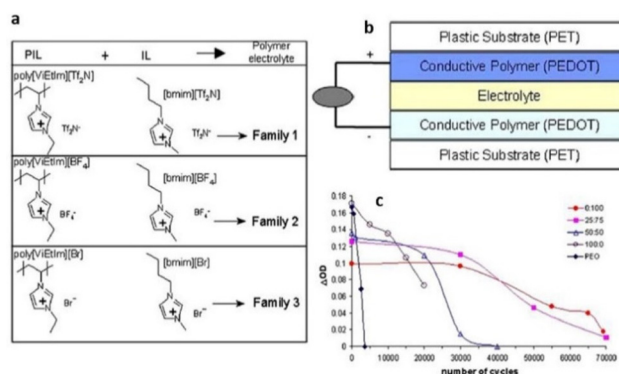 a
PIL + IL Polymer
electrolyte
poly[ViEtIm][Tf₂N]
[bmim][Tf₂N]
Tf₂N⁻
Tf₂N⁻
Family 1
poly[ViEtIm][BF₄]
[bmim][BF₄]
BF₄⁻
BF₄⁻
Family 2
poly[ViEtIm][Br]
[bmim][Br]
Br⁻
Br⁻
Family 3
b
Plastic Substrate (PET)
+
Conductive Polymer (PEDOT)
Electrolyte
-
Conductive Polymer (PEDOT)
Plastic Substrate (PET)
c
0:100
25:75
50:50
100:0
PEO
ΔOD
0.18
0.16
0.14
0.12
0.1
0.08
0.06
0.04
0.02
0
0 10000 20000 30000 40000 50000 60000 70000
number of cycles